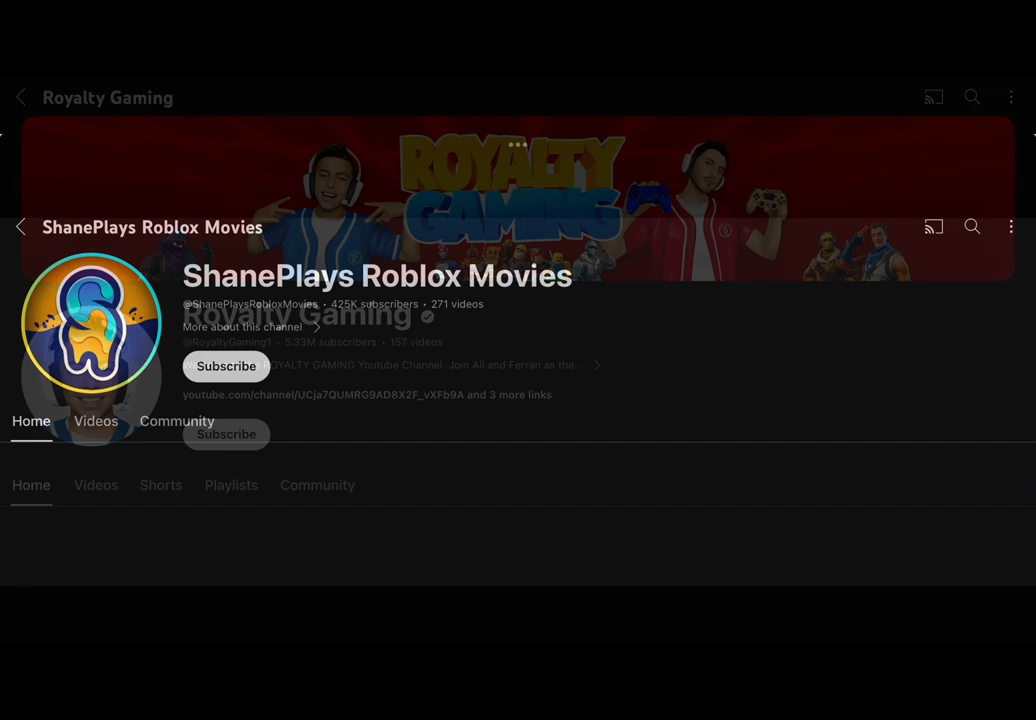 Royalty Gaming
ROYALTY
GAMING
ShanePlays Roblox Movies
ShanePlays Roblox Movies
@ShanePlaysRobloxMovies • 425K subscribers • 271 videos
Royalty Gaming
More about this channel
@RoyaltyGaming1 • 5.33M subscribers • 157 videos
Subscribe
ROYALTY GAMING Youtube Channel. Join Ali and Ferran as the...
youtube.com/channel/UCja7QUMRG9AD8X2F_vXFb9A and 3 more links
Home Videos Community
Subscribe
Home Videos Shorts Playlists Community